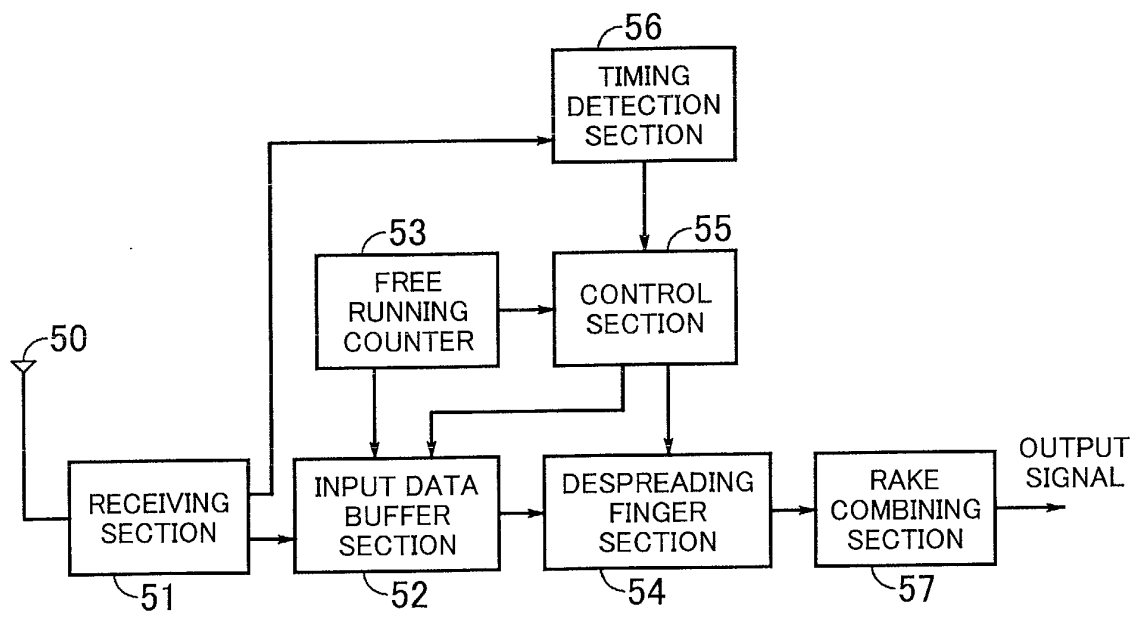 56
TIMING
DETECTION
SECTION
53
55
FREE
RUNNING
COUNTER
CONTROL
SECTION
50
RECEIVING
SECTION
INPUT DATA
BUFFER
SECTION
DESPREADING
FINGER
SECTION
RAKE
COMBINING
SECTION
OUTPUT
SIGNAL
51
52
54
57